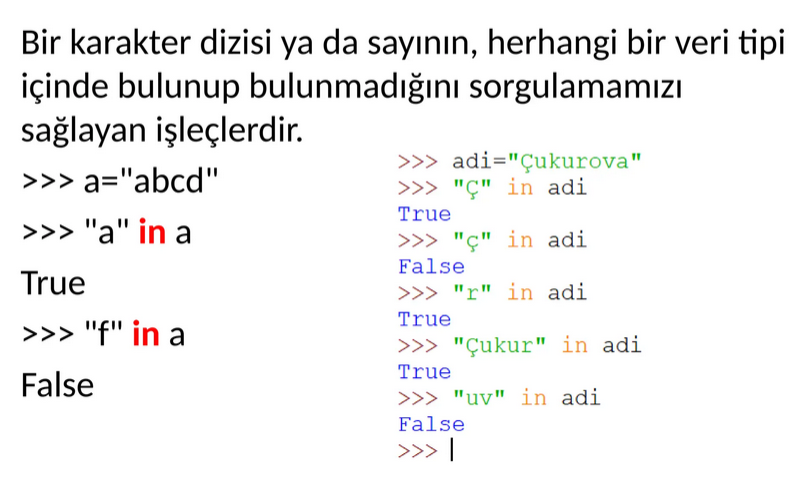 Bir karakter dizisi ya da sayının, herhangi bir veri tipi
içinde bulunup bulunmadığını sorgulamamızı
sağlayan işleçlerdir.
>>> a="abcd"
>>> "a" in a
True
>>> "f" in a
False
>>> adi="Çukurova"
>>> "Ç" in adi
True
>>> "ç" in adi
False
>>> "r" in adi
True
>>> "Çukur" in adi
True
>>> "uv" in adi
False
>>>